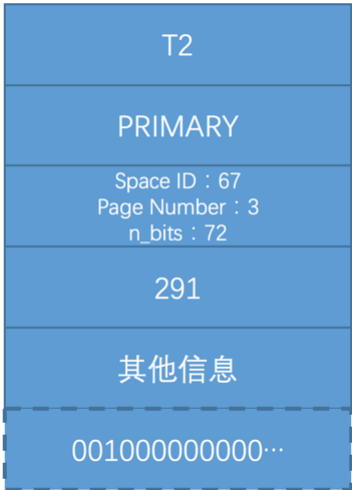 T2
PRIMARY
Space ID：67
Page Number：3
n_bits：72
291
其他信息
001000000000…